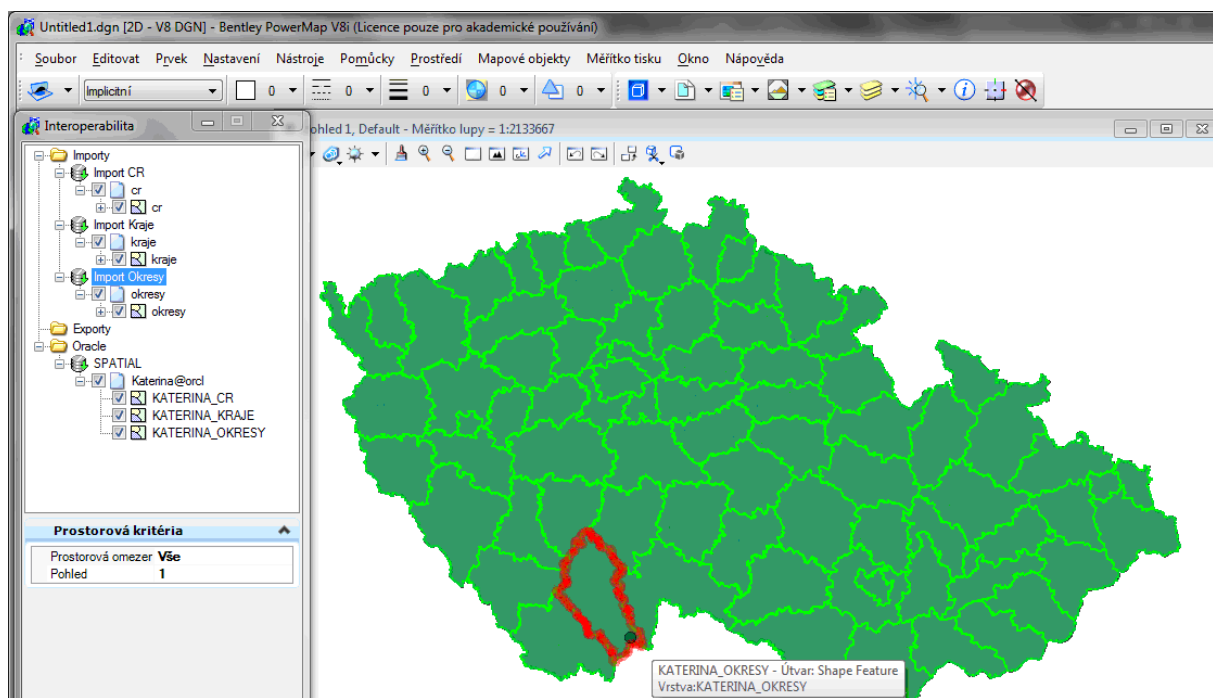 Untitled1.dgn [2D - V8 DGN] - Bentley PowerMap V8i (Licence pouze pro akademické používání)
Soubor Editovat Prvek Nastavení Nástroje Pomůcky Prostředí Mapové objekty Měřítko tisku Okno Nápověda
Implicitní 0 0 0 0 0
Interoperabilita
ohled 1, Default - Měřítko lupy = 1:2133667
Importy
Import CR
cr
cr
Import Kraje
kraje
kraje
Import Okresy
okresy
okresy
Exporty
Oracle
SPATIAL
Katerina@orcl
KATERINA_CR
KATERINA_KRAJE
KATERINA_OKRESY
Prostorová kritéria
Prostorová omezer Vše
Pohled 1
KATERINA_OKRESY - Útvar: Shape Feature
Vrstva:KATERINA_OKRESY